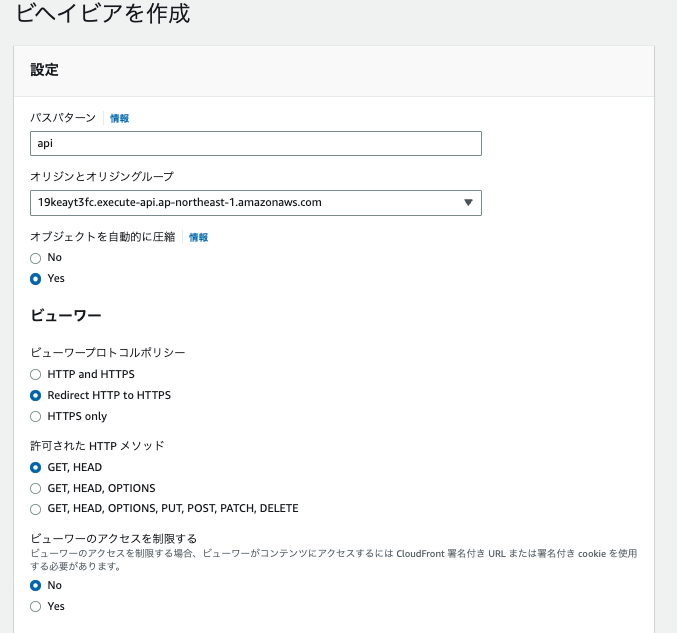 ビヘイビアを作成
設定
パスパターン 情報
api
オリジンとオリジングループ
19keayt3fc.execute-api.ap-northeast-1.amazonaws.com
オブジェクトを自動的に圧縮 情報
No
Yes
ビューワー
ビューワープロトコルポリシー
HTTP and HTTPS
Redirect HTTP to HTTPS
HTTPS only
許可された HTTP メソッド
GET, HEAD
GET, HEAD, OPTIONS
GET, HEAD, OPTIONS, PUT, POST, PATCH, DELETE
ビューワーのアクセスを制限する
ビューワーのアクセスを制限する場合、ビューワーがコンテンツにアクセスするには CloudFront 署名付き URL または署名付き cookie を使用
する必要があります。
No
Yes